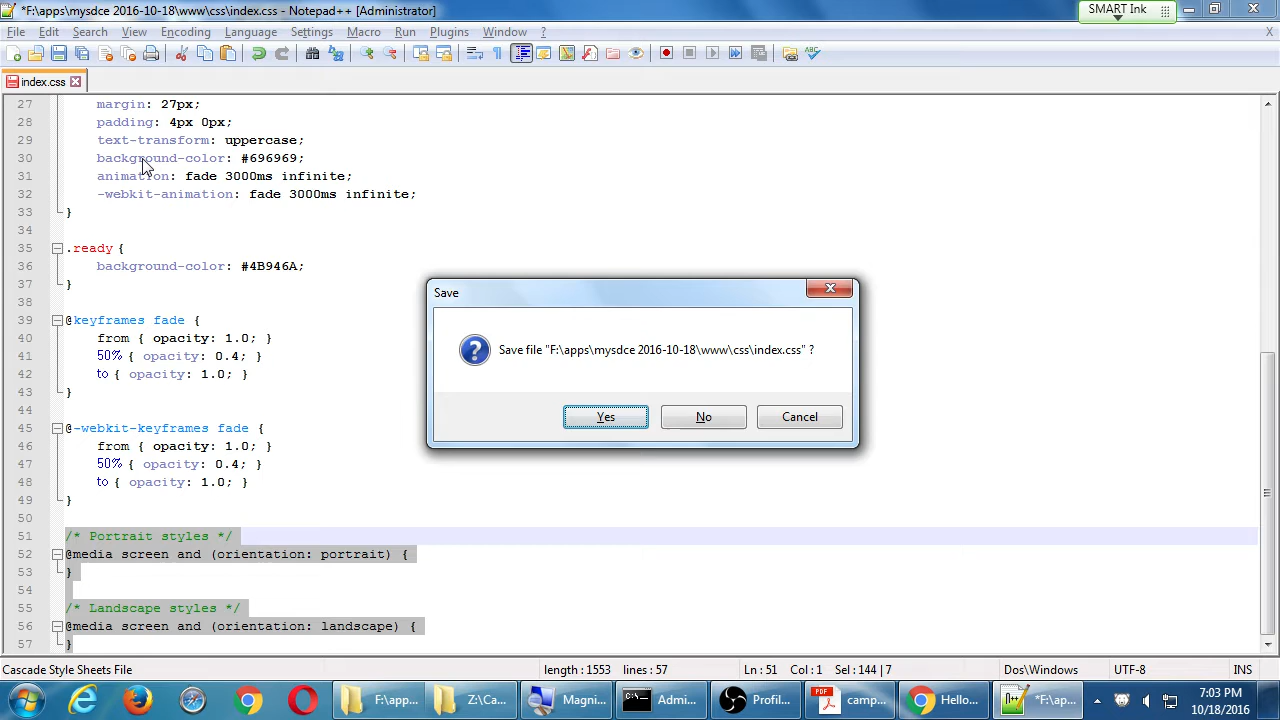 *F:\apps\mysdce 2016-10-18\www\css\index.css - Notepad++ [Administrator]
SMART Ink
File Edit Search View Encoding Language Settings Macro Run Plugins Window ?
X
index.css
27 margin: 27px;
28 padding: 4px 0px;
29 text-transform: uppercase;
30 background-color: #696969;
31 animation: fade 3000ms infinite;
32 -webkit-animation: fade 3000ms infinite;
33 }
34
35 .ready {
36 background-color: #4B946A;
37 }
38
39 @keyframes fade {
40 from { opacity: 1.0; }
41 50% { opacity: 0.4; }
42 to { opacity: 1.0; }
43 }
44
45 @-webkit-keyframes fade {
46 from { opacity: 1.0; }
47 50% { opacity: 0.4; }
48 to { opacity: 1.0; }
49 }
50
51 /* Portrait styles */
52 @media screen and (orientation: portrait) {
53 }
54
55 /* Landscape styles */
56 @media screen and (orientation: landscape) {
57 }
Save
Save file "F:\apps\mysdce 2016-10-18\www\css\index.css" ?
Yes No Cancel
Cascade Style Sheets File length : 1553 lines : 57 Ln : 51 Col : 1 Sel : 144 | 7 Dos\Windows UTF-8 INS
F:\app... Z:\Ca... Magni... Admi... Profil... camp... Hello... *F:\ap... 7:03 PM
10/18/2016